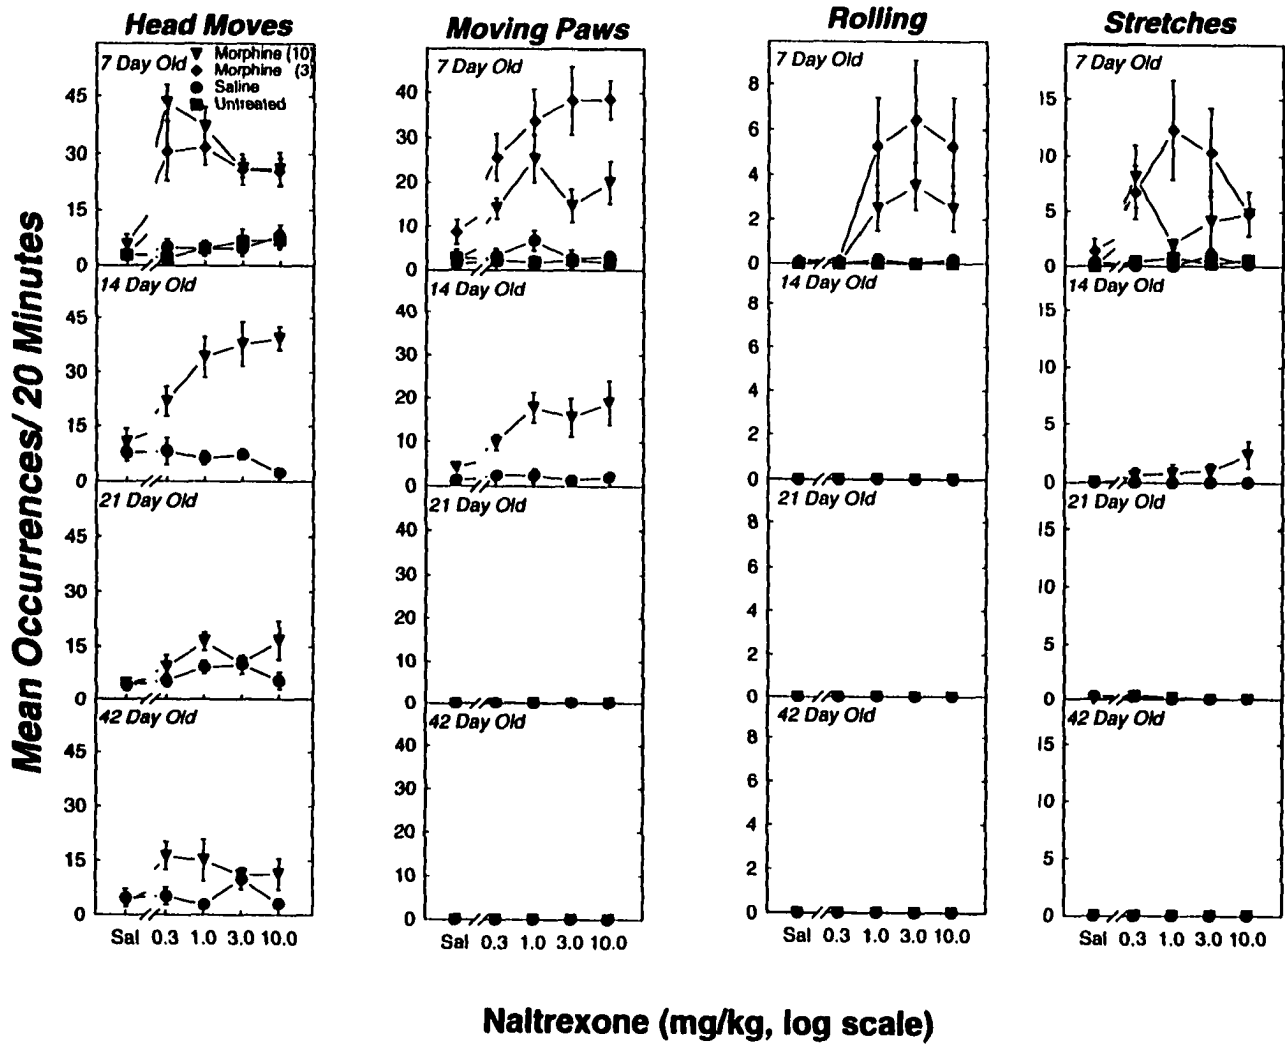 Head Moves
Moving Paws
Rolling
Stretches
Mean Occurrences/ 20 Minutes
7 Day Old
Morphine (10)
Morphine (3)
Saline
Untreated
45
30
15
0
14 Day Old
45
30
15
0
21 Day Old
45
30
15
0
42 Day Old
45
30
15
0
Sal 0.3 1.0 3.0 10.0
7 Day Old
40
30
20
10
0
14 Day Old
40
30
20
10
0
21 Day Old
40
30
20
10
0
42 Day Old
40
30
20
10
0
Sal 0.3 1.0 3.0 10.0
7 Day Old
8
6
4
2
0
14 Day Old
8
6
4
2
0
21 Day Old
8
6
4
2
0
42 Day Old
8
6
4
2
0
Sal 0.3 1.0 3.0 10.0
7 Day Old
15
10
5
0
14 Day Old
15
10
5
0
21 Day Old
15
10
5
0
42 Day Old
15
10
5
0
Sal 0.3 1.0 3.0 10.0
Naltrexone (mg/kg, log scale)